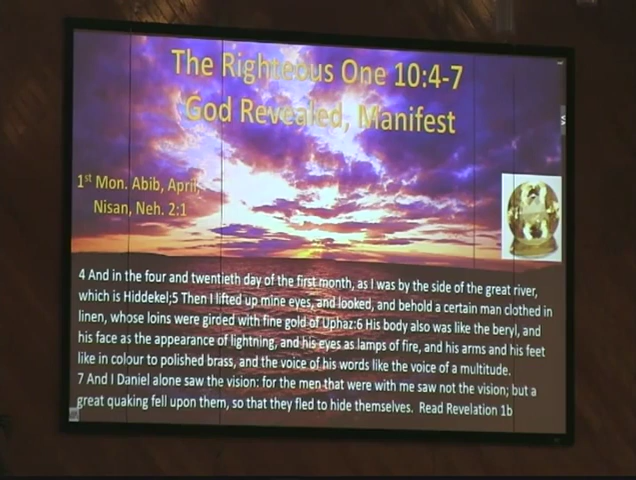 The Righteous One 10:4-7
God Revealed, Manifest
1st Mon. Abib, April,
Nisan, Neh. 2:1
4 And in the four and twentieth day of the first month, as I was by the side of the great river,
which is Hiddekel;5 Then I lifted up mine eyes, and looked, and behold a certain man clothed in
linen, whose loins were girded with fine gold of Uphaz:6 His body also was like the beryl, and
his face as the appearance of lightning, and his eyes as lamps of fire, and his arms and his feet
like in colour to polished brass, and the voice of his words like the voice of a multitude.
7 And I Daniel alone saw the vision: for the men that were with me saw not the vision; but a
great quaking fell upon them, so that they fled to hide themselves. Read Revelation 1b